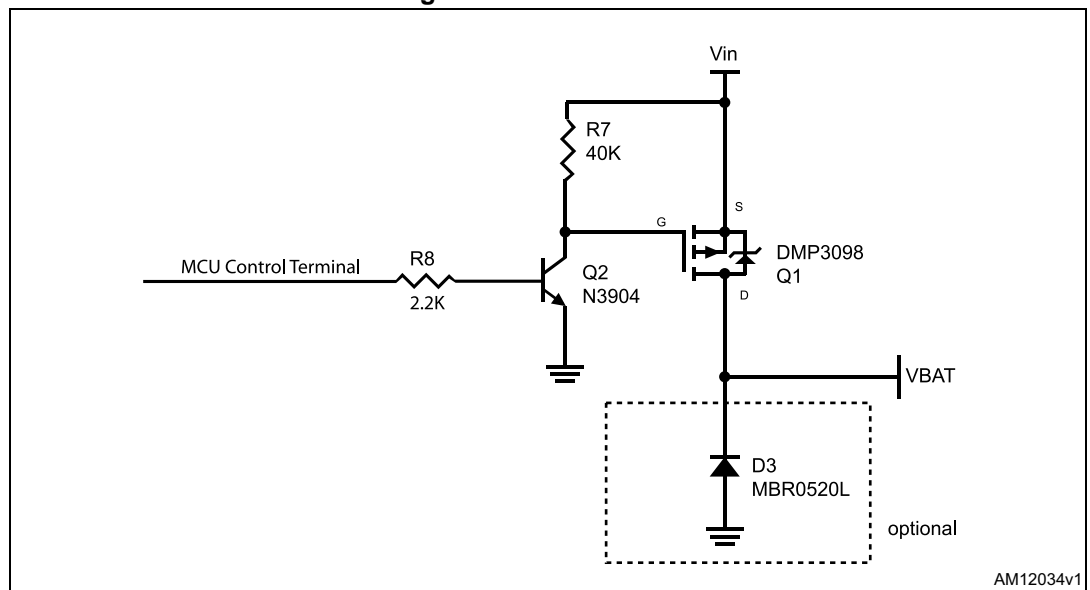 Vin
R7
40K
G
S
DMP3098
Q1
D
MCU Control Terminal
R8
2.2K
Q2
N3904
VBAT
D3
MBR0520L
optional
AM12034v1